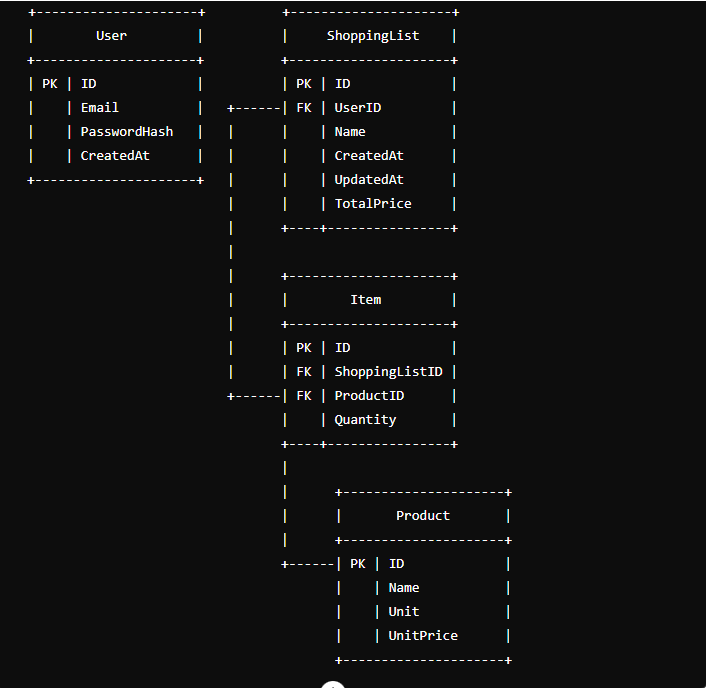 +---------------------+          +---------------------+
|        User         |          |     ShoppingList    |
+---------------------+          +---------------------+
| PK | ID             |          | PK | ID             |
|    | Email          |   +------| FK | UserID         |
|    | PasswordHash   |   |      |    | Name           |
|    | CreatedAt      |   |      |    | CreatedAt      |
+---------------------+   |      |    | UpdatedAt      |
                          |      |    | TotalPrice     |
                          |      +----+----------------+
                          |
                          |      +---------------------+
                          |      |        Item         |
                          |      +---------------------+
                          |      | PK | ID             |
                          |      | FK | ShoppingListID |
                          +------| FK | ProductID      |
                                 |    | Quantity       |
                                 +----+----------------+
                                 |
                                 |      +---------------------+
                                 |      |       Product       |
                                 |      +---------------------+
                                 +------| PK | ID             |
                                        |    | Name           |
                                        |    | Unit           |
                                        |    | UnitPrice      |
                                        +---------------------+